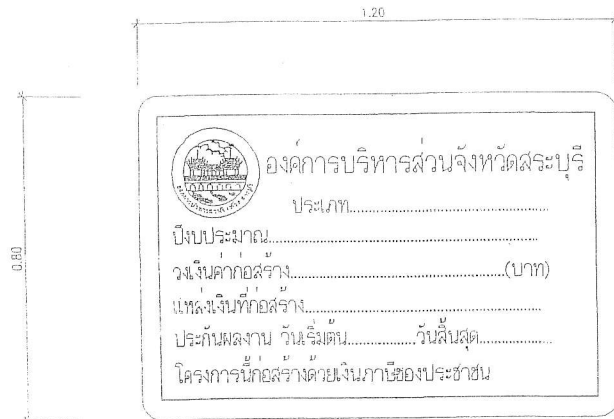 1.20
0.80
องค์การบริหารส่วนจังหวัดสระบุรี
ประเภท................................................
ปีงบประมาณ................................................................
วงเงินค่าก่อสร้าง....................................................(บาท)
แหล่งเงินที่ก่อสร้าง.........................................................
ประกันผลงาน วันเริ่มต้น................วันสิ้นสุด.................
โครงการนี้ก่อสร้างด้วยเงินภาษีของประชาชน